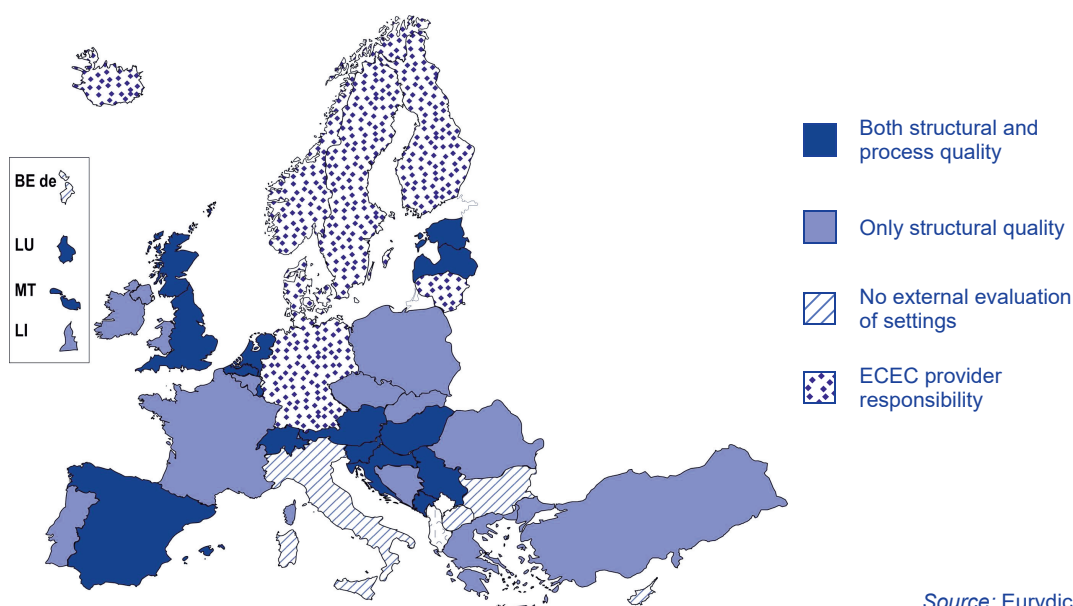 BE de
LU
MT
LI
Both structural and
process quality
Only structural quality
No external evaluation
of settings
ECEC provider
responsibility
Source: Eurydic